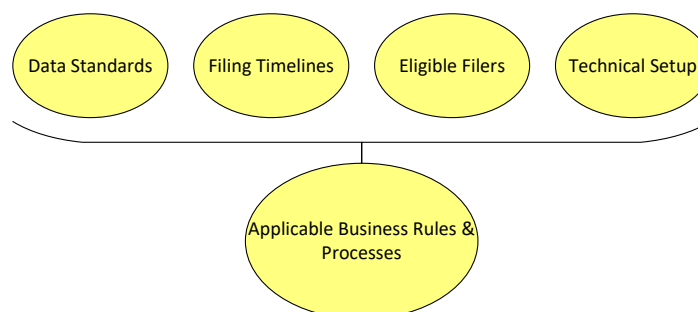 Data Standards
Filing Timelines
Eligible Filers
Technical Setup
Applicable Business Rules &
Processes